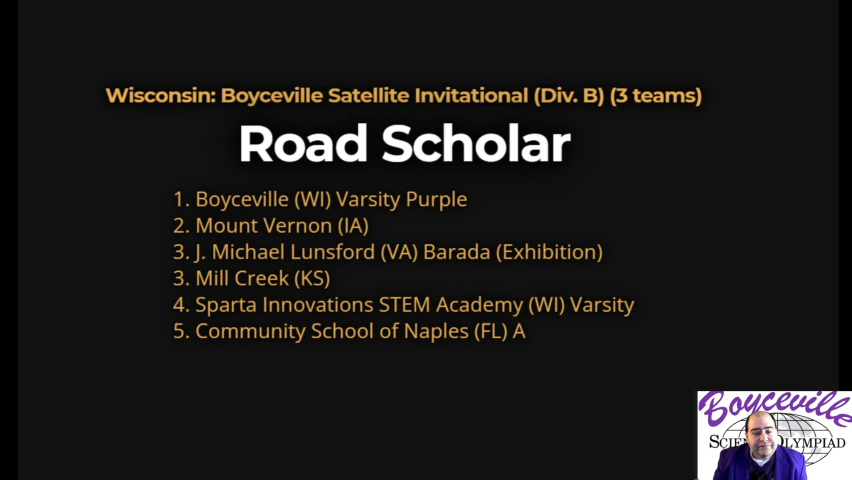 Wisconsin: Boyceville Satellite Invitational (Div. B) (3 teams)
Road Scholar
1. Boyceville (WI) Varsity Purple
2. Mount Vernon (IA)
3. J. Michael Lunsford (VA) Barada (Exhibition)
3. Mill Creek (KS)
4. Sparta Innovations STEM Academy (WI) Varsity
5. Community School of Naples (FL) A
Boyceville